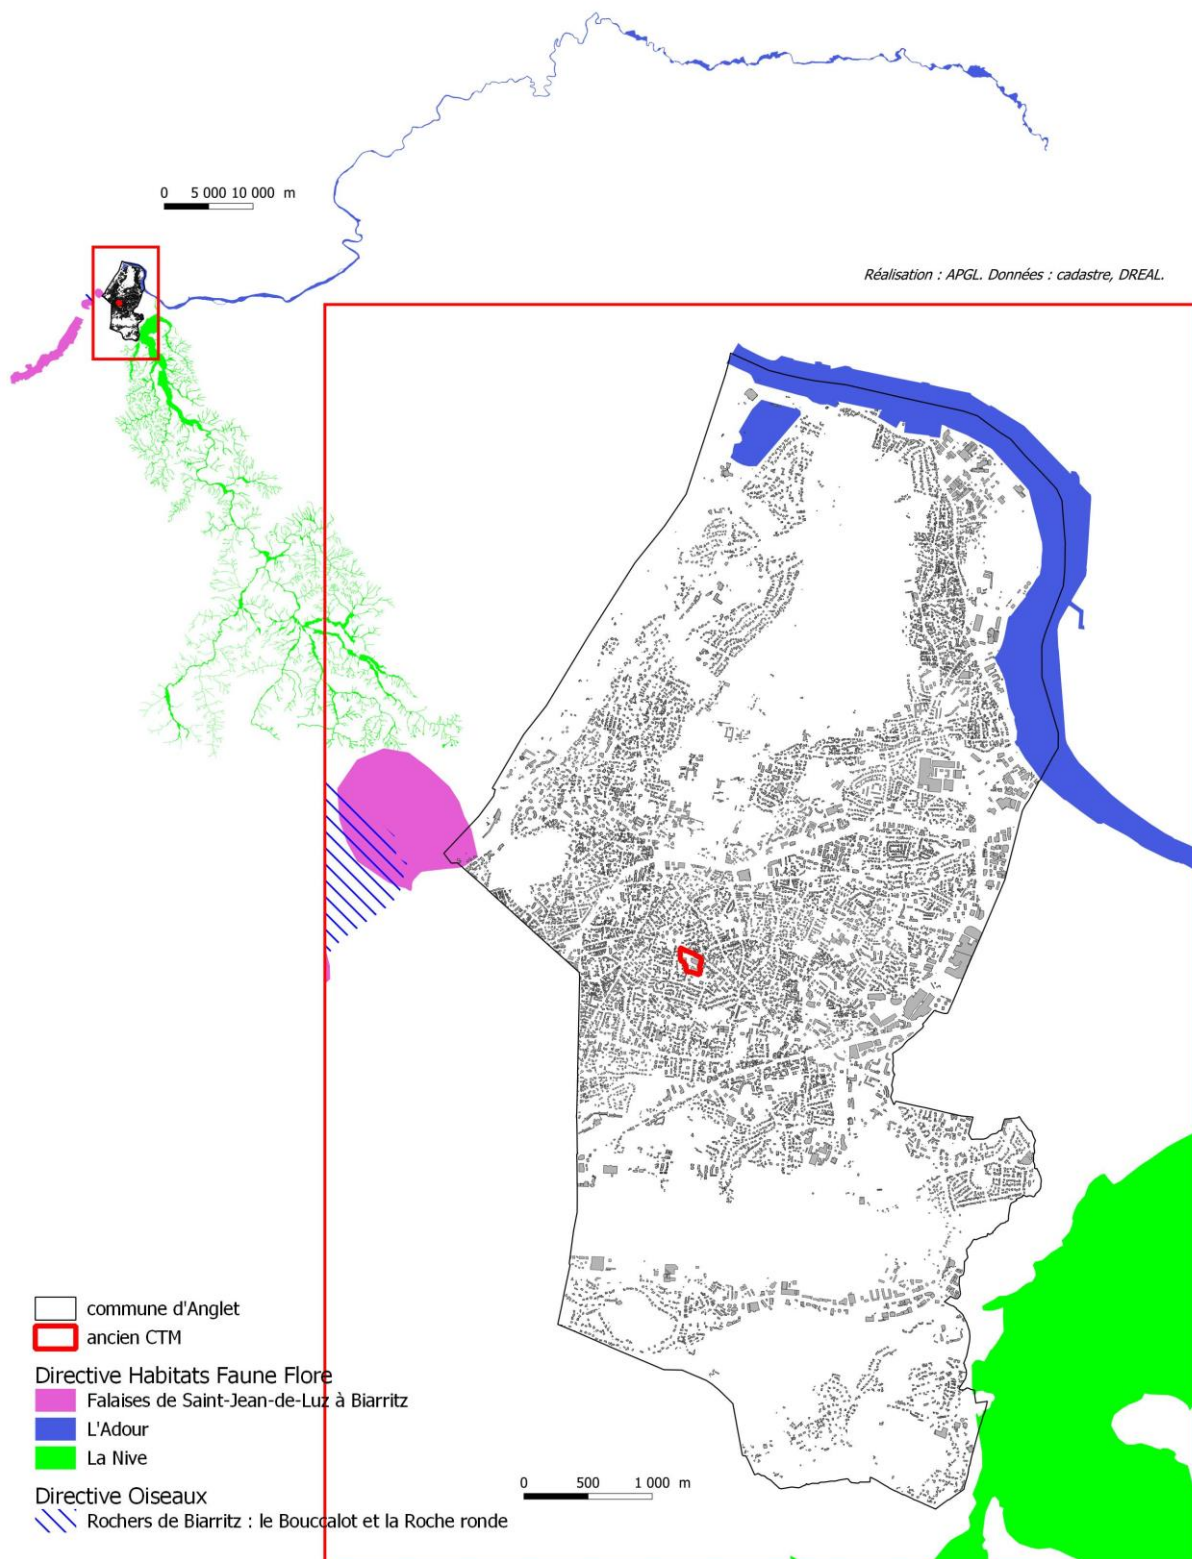 0 5 000 10 000 m
Réalisation : APGL. Données : cadastre, DREAL.
commune d'Anglet
ancien CTM
Directive Habitats Faune Flore
Falaises de Saint-Jean-de-Luz à Biarritz
L'Adour
La Nive
Directive Oiseaux
Rochers de Biarritz : le Bouccalot et la Roche ronde
0 500 1 000 m